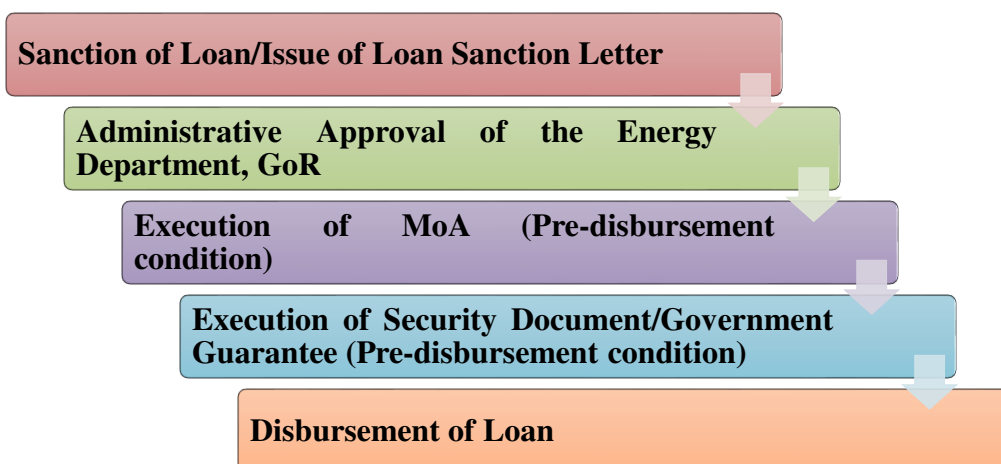 Sanction of Loan/Issue of Loan Sanction Letter
Administrative Approval of the Energy
Department, GoR
Execution of MoA (Pre-disbursement
condition)
Execution of Security Document/Government
Guarantee (Pre-disbursement condition)
Disbursement of Loan